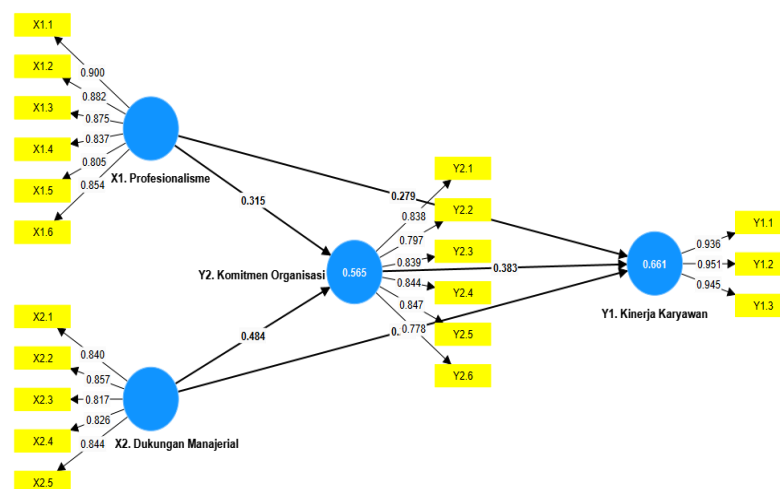 X1.1
X1.2
X1.3
X1.4
X1.5
X1.6
0.900
0.882
0.875
0.837
0.805
0.854
X1. Profesionalisme
0.315
0.279
X2.1
X2.2
X2.3
X2.4
X2.5
0.840
0.857
0.817
0.826
0.844
X2. Dukungan Manajerial
0.484
Y2. Komitmen Organisasi
0.565
Y2.1
Y2.2
Y2.3
Y2.4
Y2.5
Y2.6
0.838
0.797
0.839
0.844
0.847
0.778
0.383
0.661
Y1. Kinerja Karyawan
0.936
0.951
0.945
Y1.1
Y1.2
Y1.3